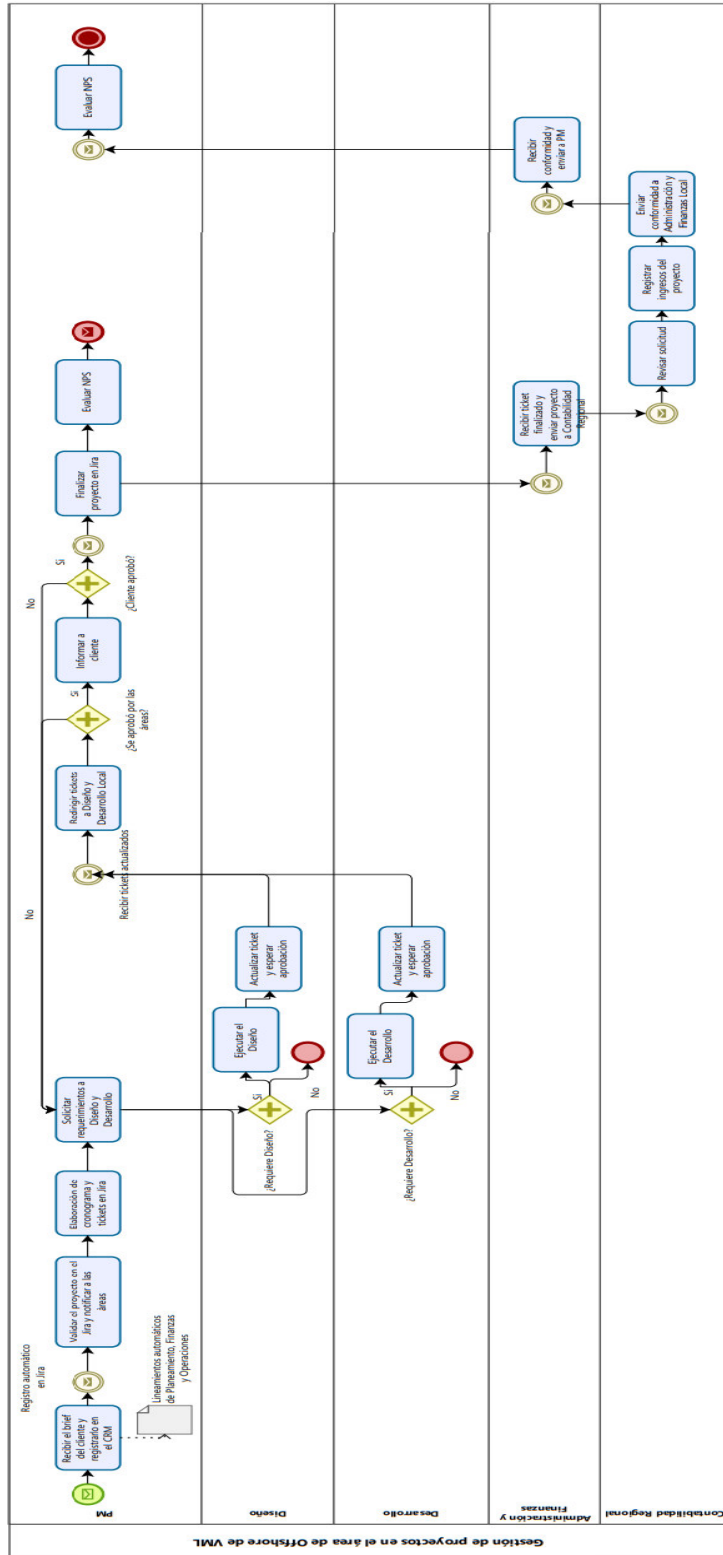 Gestión de proyectos en el área de Offshore de VML
PM
Recibir el brief
del cliente y
registrarlo en
el CRM
Lineamientos automáticos
de Planeamiento, Finanzas
y Operaciones
Registro automático
en Jira
Validar el proyecto en el
Jira y notificar a las
áreas
Elaboración de
cronograma y
tickets en Jira
Solicitar
requerimientos a
Diseño y
Desarrollo
No
Recibir tickets actualizados
Redirigir tickets
a Diseño y
Desarrollo Local
¿Se aprobó por las
áreas?
Si
Informar a
cliente
No
¿Cliente aprobó?
Si
Finalizar
proyecto en Jira
Evaluar NPS
Evaluar NPS
Diseño
¿Requiere Diseño?
Si
No
Ejecutar el
Diseño
Actualizar ticket
y esperar
aprobación
Desarrollo
¿Requiere Desarrollo?
Si
No
Ejecutar el
Desarrollo
Actualizar ticket
y esperar
aprobación
Administración y
Finanzas
Recibir ticket
finalizado y
enviar proyecto
a Contabilidad
Regional
Recibir
conformidad y
enviar a PM
Contabilidad Regional
Revisar solicitud
Registrar
ingresos del
proyecto
Enviar
conformidad a
Administración y
Finanzas Local